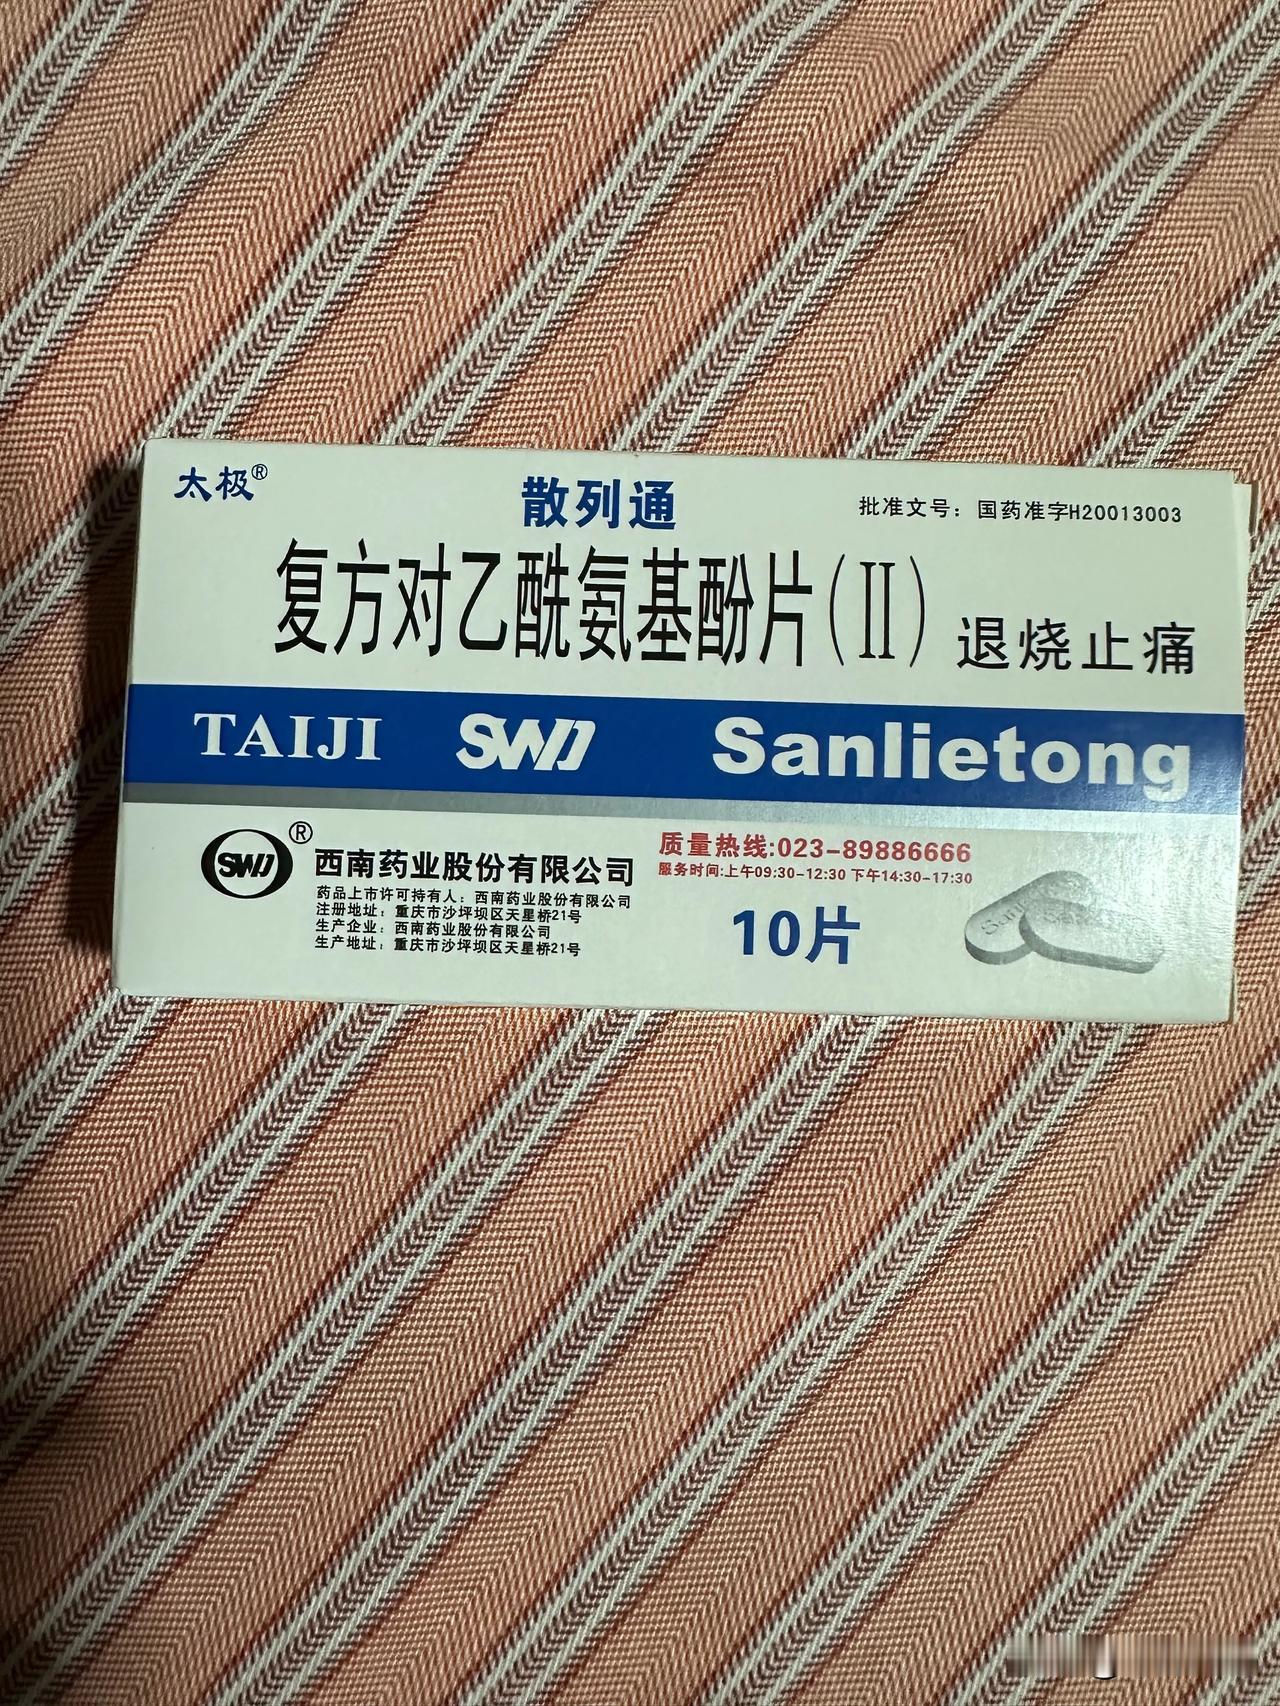 太极®
散列通
批准文号：国药准字H20013003
复方对乙酰氨基酚片(II)
退烧止痛
TAIJI SWP Sanlietong
SWP®
西南药业股份有限公司
药品上市许可持有人：西南药业股份有限公司
注册地址：重庆市沙坪坝区天星桥21号
生产企业：西南药业股份有限公司
生产地址：重庆市沙坪坝区天星桥21号
质量热线:023-89886666
服务时间:上午09:30-12:30 下午14:30-17:30
10片